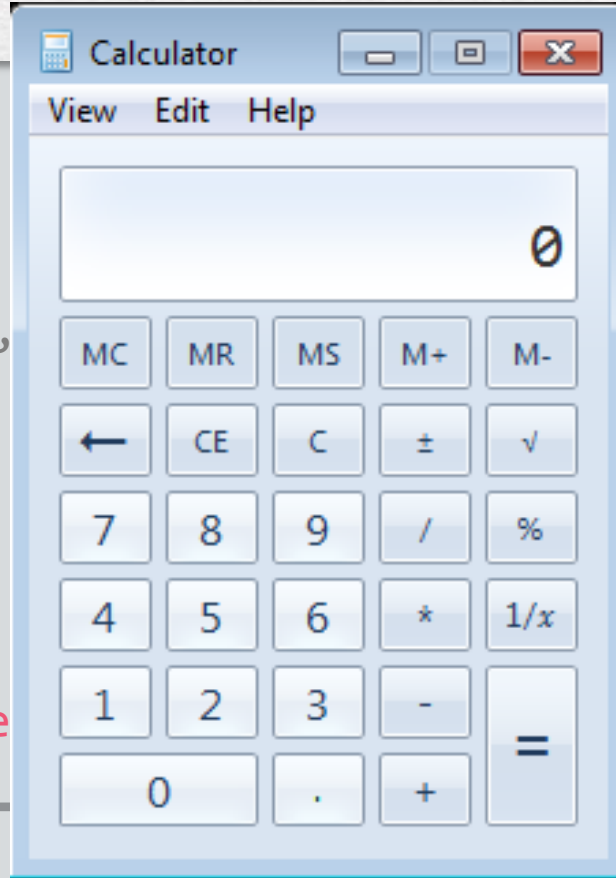 Calculator
View Edit Help
0
MC MR MS M+ M-
← CE C ± √
7 8 9 / %
4 5 6 * 1/x
1 2 3 - =
0 . +
,
e